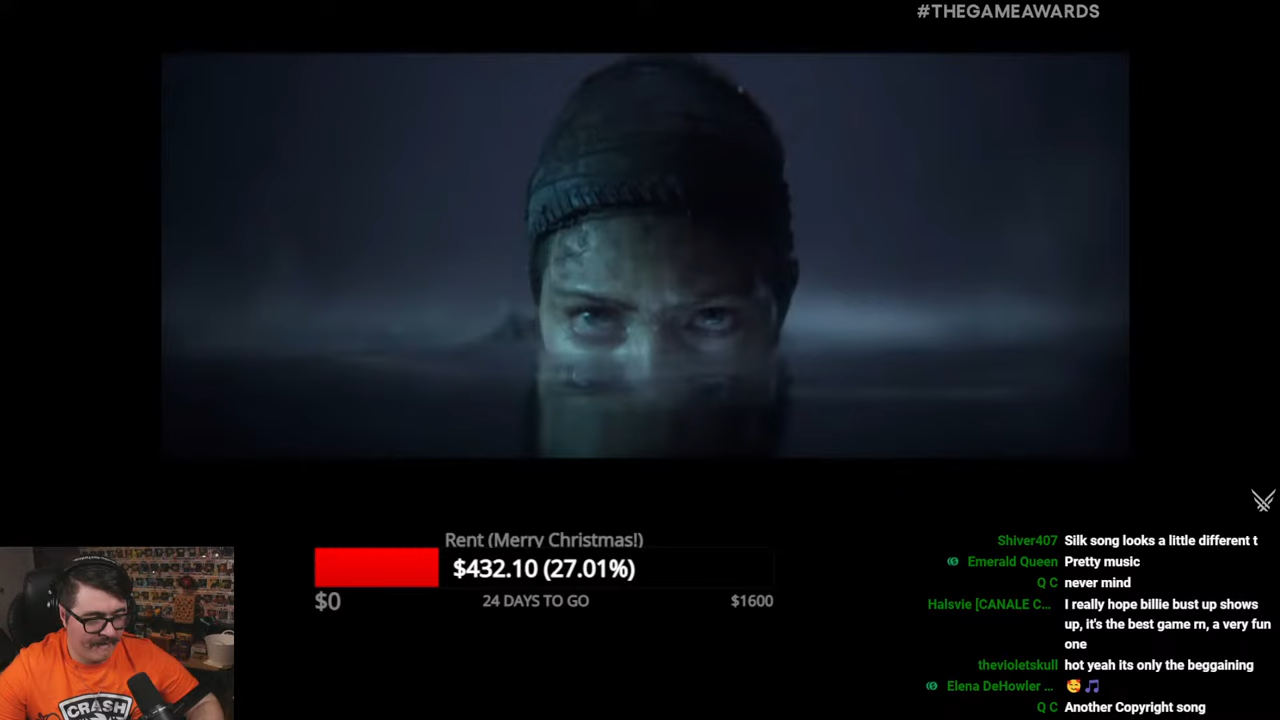 #THEGAMEAWARDS
Rent (Merry Christmas!)
$432.10 (27.01%)
$0
24 DAYS TO GO
$1600
Shiver407 Silk song looks a little different t
Emerald Queen Pretty music
Q C never mind
Halsvie [CANALE C... I really hope billie bust up shows
up, it's the best game rn, a very fun
one
thevioletskull hot yeah its only the beggaining
Elena DeHowler ... 🥰🎵
Q C Another Copyright song
CRASH